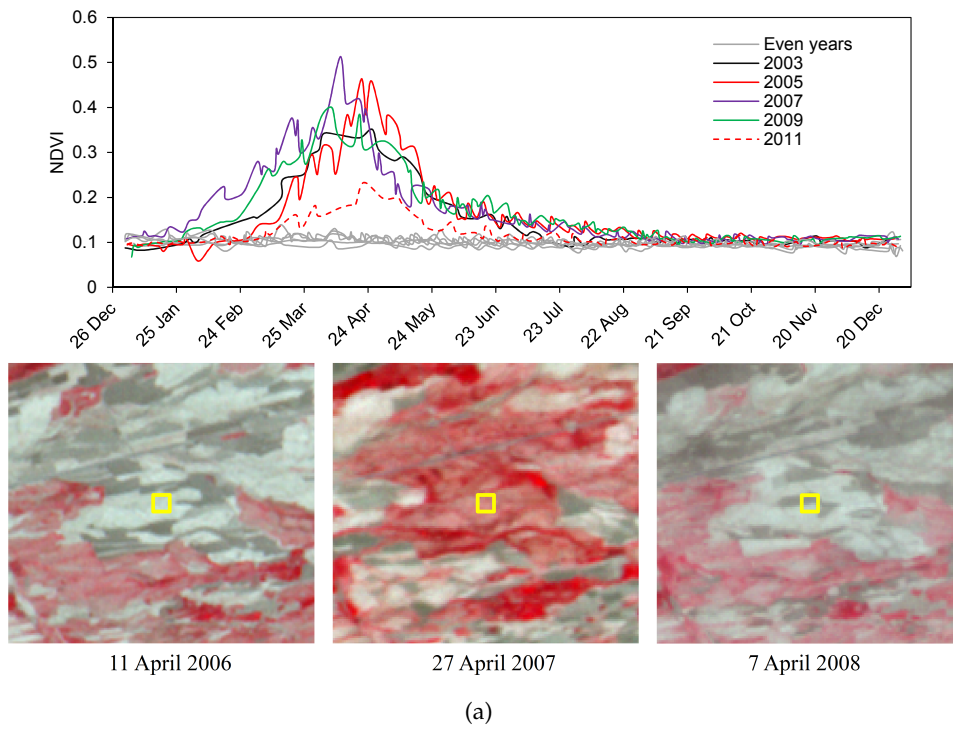 0.6
0.5
0.4
0.3
0.2
0.1
0
NDVI
Even years
2003
2005
2007
2009
2011
26 Dec
25 Jan
24 Feb
25 Mar
24 Apr
24 May
23 Jun
23 Jul
22 Aug
21 Sep
21 Oct
20 Nov
20 Dec
11 April 2006
27 April 2007
7 April 2008
(a)